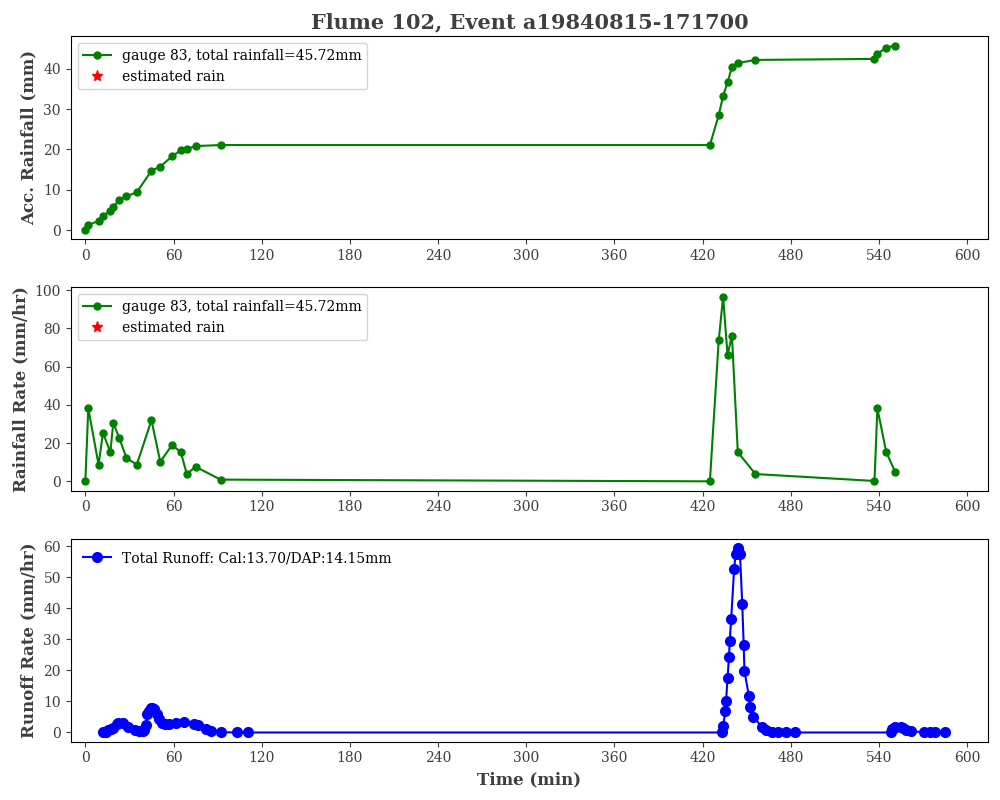 Flume 102, Event a19840815-171700
Acc. Rainfall (mm)
40
30
20
10
0
gauge 83, total rainfall=45.72mm
estimated rain
0 60 120 180 240 300 360 420 480 540 600
Rainfall Rate (mm/hr)
100
80
60
40
20
0
gauge 83, total rainfall=45.72mm
estimated rain
0 60 120 180 240 300 360 420 480 540 600
Runoff Rate (mm/hr)
60
50
40
30
20
10
0
Total Runoff: Cal:13.70/DAP:14.15mm
0 60 120 180 240 300 360 420 480 540 600
Time (min)